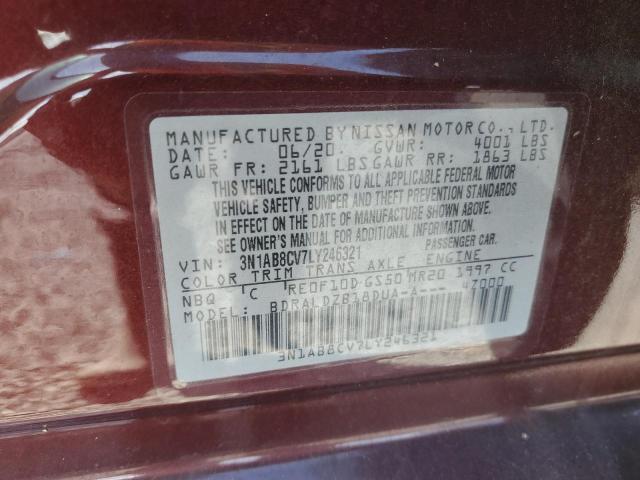 MANUFACTURED BY NISSAN MOTOR CO., LTD.
DATE: 06/20 GVWR: 4001 LBS
GAWR FR: 2161 LBS GAWR RR: 1863 LBS
THIS VEHICLE CONFORMS TO ALL APPLICABLE FEDERAL MOTOR
VEHICLE SAFETY, BUMPER AND THEFT PREVENTION STANDARDS
IN EFFECT ON THE DATE OF MANUFACTURE SHOWN ABOVE.
SEE OWNER'S MANUAL FOR ADDITIONAL INFORMATION.
VIN: 3N1AB8CV7LY246321 PASSENGER CAR.
COLOR TRIM TRANS AXLE ENGINE
NBQ C RE0F10D GS50 MR20 1997 CC
MODEL: BDRALDZB18DUA-A--- 47000
3N1AB8CV7LY246321